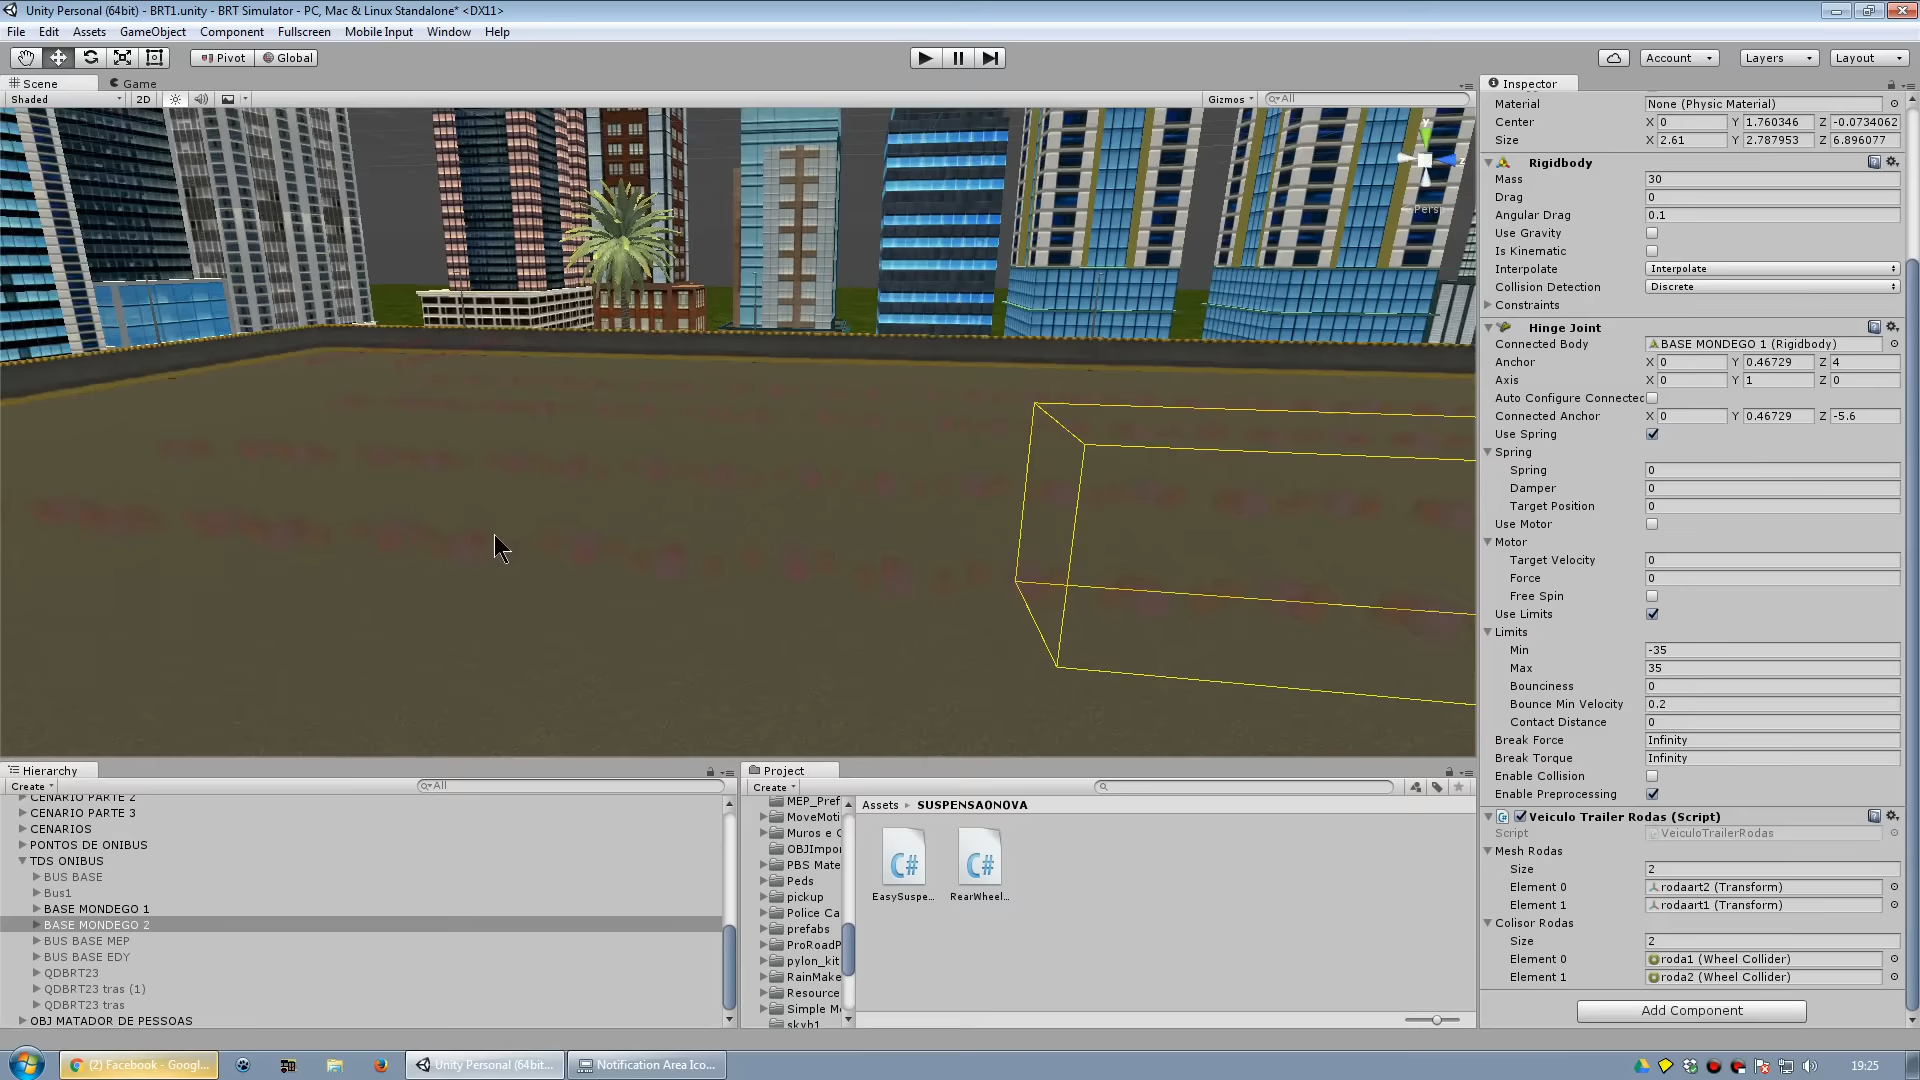 Unity Personal (64bit) - BRT1.unity - BRT Simulator - PC, Mac & Linux Standalone* <DX11>
File Edit Assets GameObject Component Fullscreen Mobile Input Window Help
Pivot Global Account Layers Layout
Scene Game
Shaded 2D Gizmos All
y z Persp
Inspector
Material None (Physic Material)
Center X 0 Y 1.760346 Z -0.0734062
Size X 2.61 Y 2.787953 Z 6.896077
Rigidbody
Mass 30
Drag 0
Angular Drag 0.1
Use Gravity
Is Kinematic
Interpolate Interpolate
Collision Detection Discrete
Constraints
Hinge Joint
Connected Body BASE MONDEGO 1 (Rigidbody)
Anchor X 0 Y 0.46729 Z 4
Axis X 0 Y 1 Z 0
Auto Configure Connected
Connected Anchor X 0 Y 0.46729 Z -5.6
Use Spring
Spring
Spring 0
Damper 0
Target Position 0
Use Motor
Motor
Target Velocity 0
Force 0
Free Spin
Use Limits
Limits
Min -35
Max 35
Bounciness 0
Bounce Min Velocity 0.2
Contact Distance 0
Break Force Infinity
Break Torque Infinity
Enable Collision
Enable Preprocessing
C# Veiculo Trailer Rodas (Script)
Script VeiculoTrailerRodas
Mesh Rodas
Size 2
Element 0 rodaart2 (Transform)
Element 1 rodaart1 (Transform)
Colisor Rodas
Size 2
Element 0 roda1 (Wheel Collider)
Element 1 roda2 (Wheel Collider)
Add Component
Hierarchy
Create All
CENARIO PARTE 2
CENARIO PARTE 3
CENARIOS
PONTOS DE ONIBUS
TDS ONIBUS
BUS BASE
Bus1
BASE MONDEGO 1
BASE MONDEGO 2
BUS BASE MEP
BUS BASE EDY
QDBRT23
QDBRT23 tras (1)
QDBRT23 tras
OBJ MATADOR DE PESSOAS
Project
Create
MEP_Pref
MoveMoti
Muros e C
OBJImpor
PBS Mate
Peds
pickup
Police Ca
prefabs
ProRoadP
pylon_kit
RainMake
Resource
Simple M
skyb1
Assets SUSPENSAONOVA
C# C#
EasySuspe... RearWheel...
(2) Facebook - Googl... Unity Personal (64bit... Notification Area Ico... 19:25